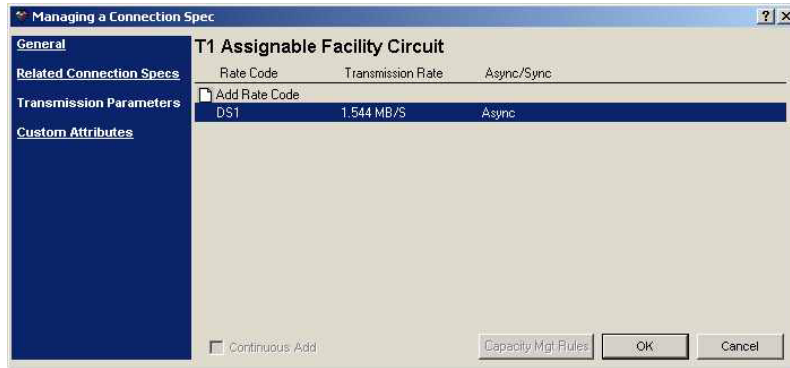 Managing a Connection Spec
General
Related Connection Specs
Transmission Parameters
Custom Attributes
T1 Assignable Facility Circuit
Rate Code Transmission Rate Async/Sync
Add Rate Code
DS1 1.544 MB/S Async
Continuous Add
Capacity Mgt Rules OK Cancel